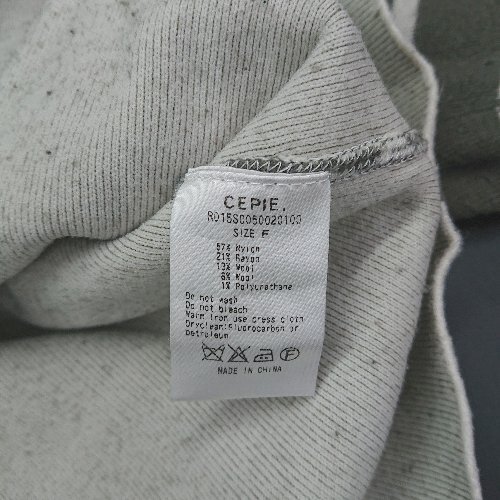 CEPIE.
R015S0060020100
SIZE F
57% Nylon
21% Rayon
13% Wool
8% Wool
1% Polyurethane
Do not wash
Do not bleach
Warm iron use press cloth
Dryclean:Fluorocarbon or
petroleum
F
MADE IN CHINA